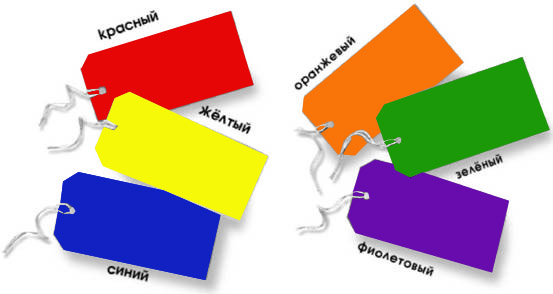 красный
жёлтый
синий
оранжевый
зелёный
фиолетовый